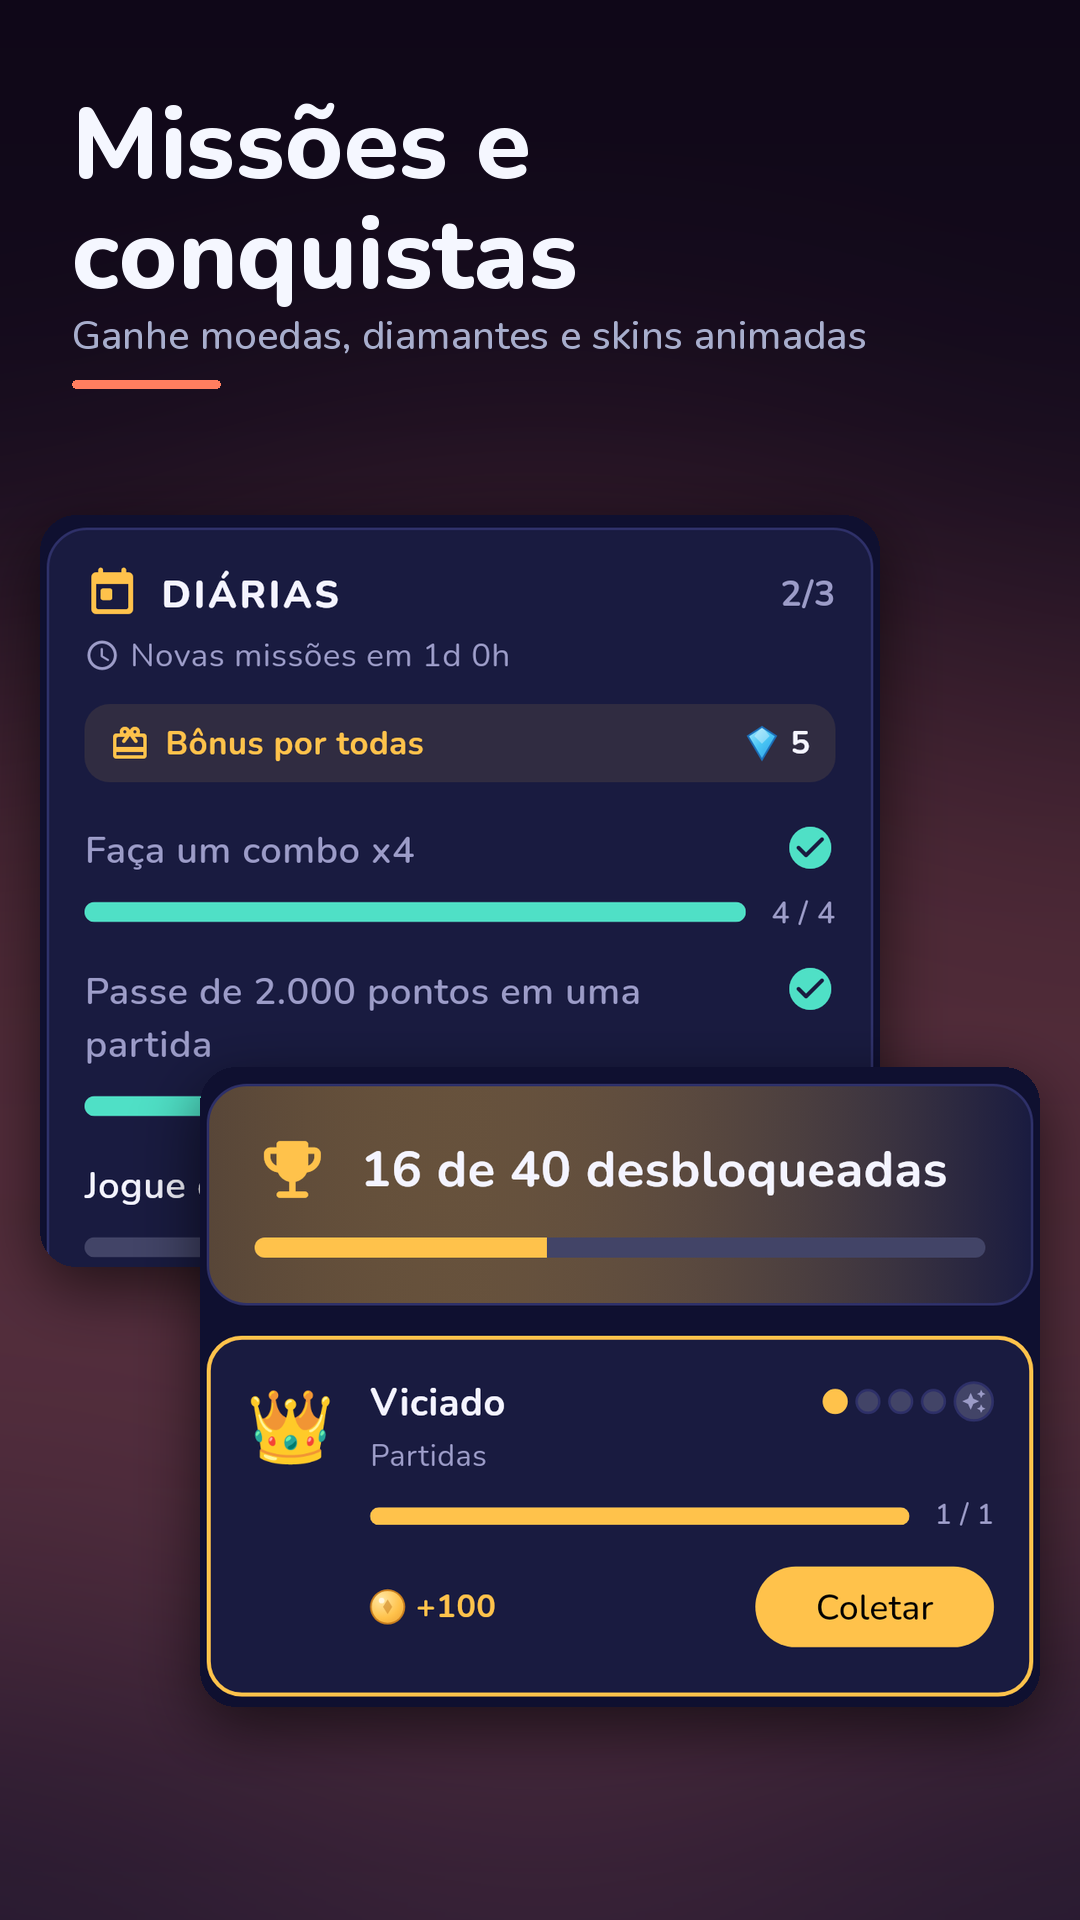 Missões e
conquistas
Ganhe moedas, diamantes e skins animadas
DIÁRIAS
2/3
Novas missões em 1d 0h
Bônus por todas
5
Faça um combo x4
4 / 4
Passe de 2.000 pontos em uma
partida
Jogue
16 de 40 desbloqueadas
Viciado
Partidas
1 / 1
+100
Coletar